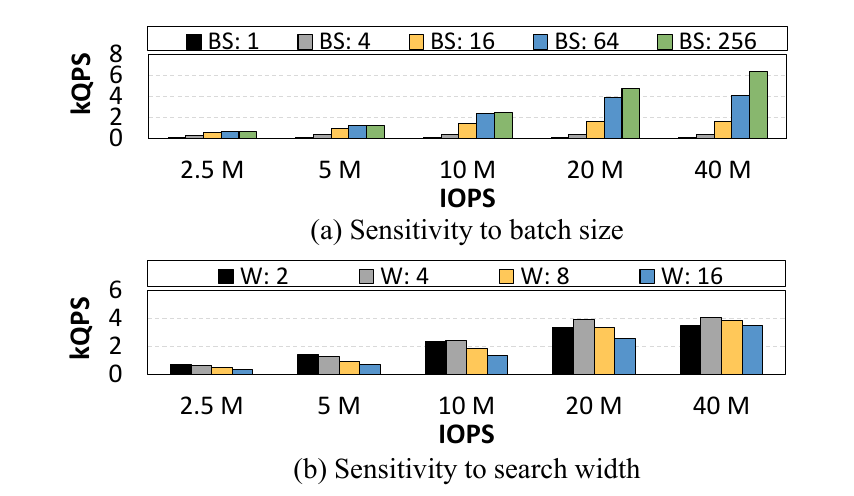 BS: 1 BS: 4 BS: 16 BS: 64 BS: 256
kQPS
8
6
4
2
0
2.5 M 5 M 10 M 20 M 40 M
IOPS
(a) Sensitivity to batch size
W: 2 W: 4 W: 8 W: 16
kQPS
6
4
2
0
2.5 M 5 M 10 M 20 M 40 M
IOPS
(b) Sensitivity to search width